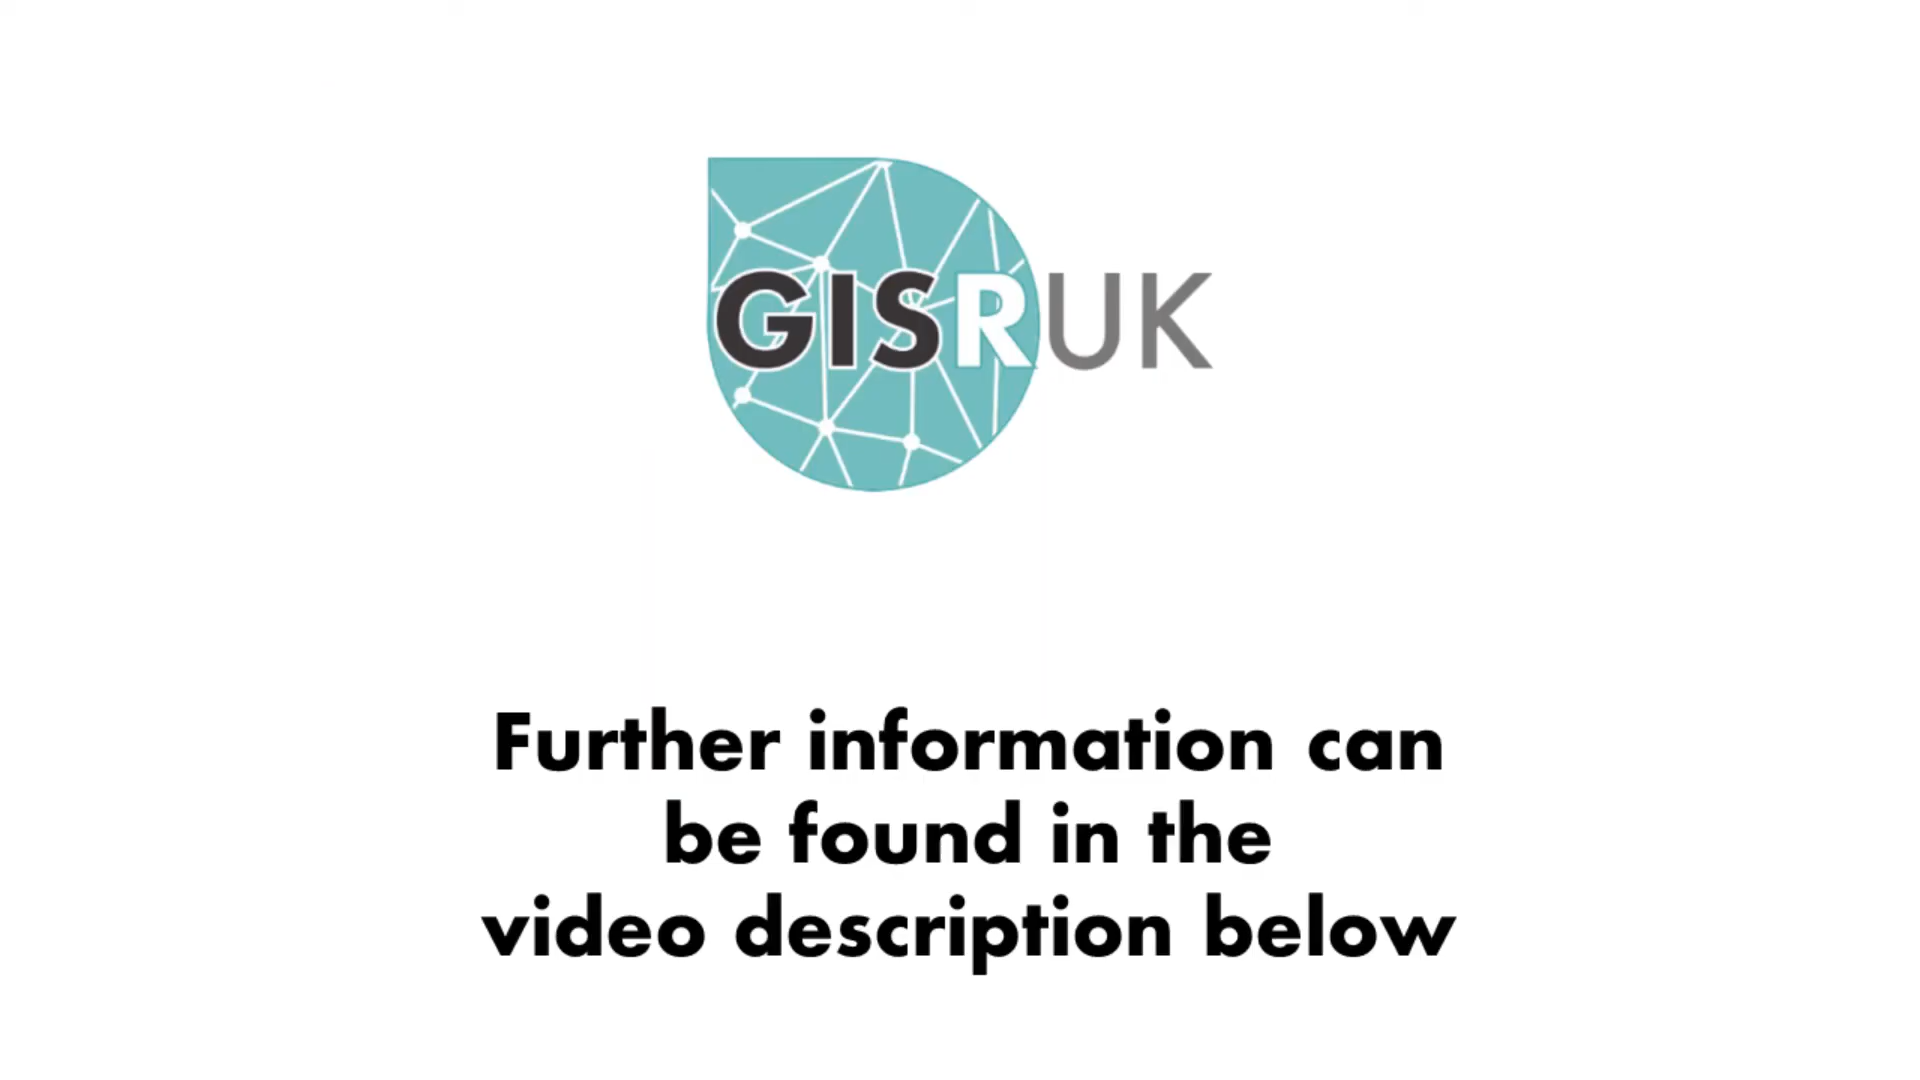 GISRUK
Further information can
be found in the
video description below